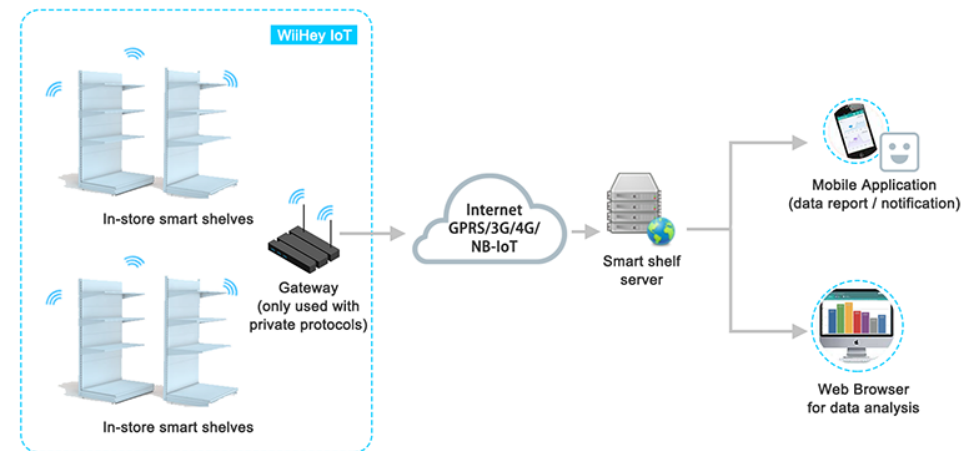 WiiHey IoT
In-store smart shelves
Gateway
(only used with
private protocols)
In-store smart shelves
Internet
GPRS/3G/4G/
NB-IoT
Smart shelf
server
Mobile Application
(data report / notification)
Web Browser
for data analysis